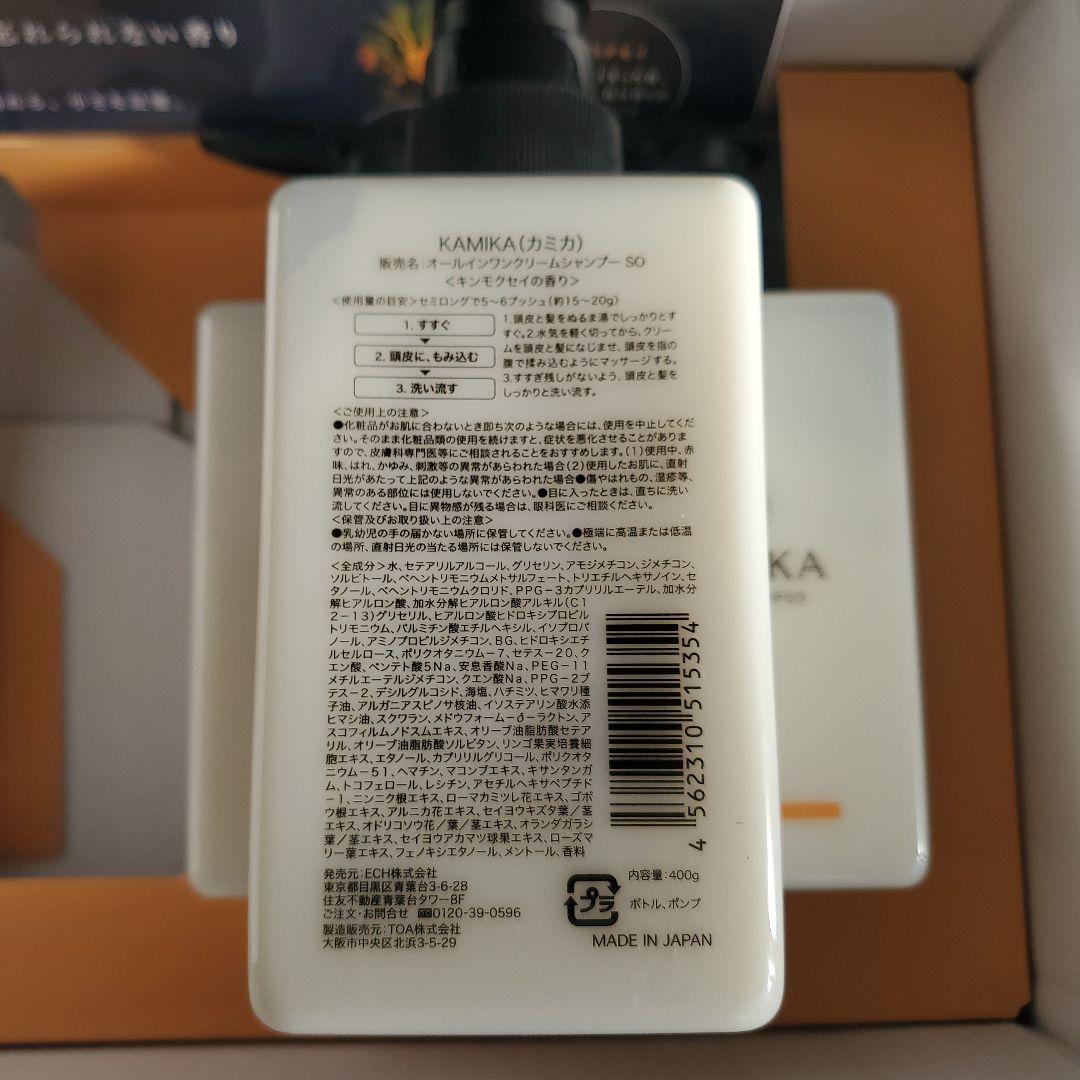 忘れられない香り
KAMIKA(カミカ)
販売名:オールインワンクリームシャンプー SO
<キンモクセイの香り>
<使用量の目安>セミロングで5~6プッシュ(約15~20g)
1. すすぐ
2. 頭皮に、もみ込む
3. 洗い流す
1.頭皮と髪をぬるま湯でしっかりとす
すぐ。2.水気を軽く切ってから、クリー
ムを頭皮と髪になじませ、頭皮を指の
腹で揉み込むようにマッサージする。
3.すすぎ残しがないよう、頭皮と髪を
しっかりと洗い流す。
<ご使用上の注意>
●化粧品がお肌に合わないとき即ち次のような場合には、使用を中止してくだ
さい。そのまま化粧品類の使用を続けますと、症状を悪化させることがありま
すので、皮膚科専門医等にご相談されることをおすすめします。(1)使用中、赤
味、はれ、かゆみ、刺激等の異常があらわれた場合(2)使用したお肌に、直射
日光があたって上記のような異常があらわれた場合●傷やはれもの、湿疹等、
異常のある部位には使用しないでください。●目に入ったときは、直ちに洗い
流してください。目に異物感が残る場合は、眼科医にご相談ください。
<保管及びお取り扱い上の注意>
●乳幼児の手の届かない場所に保管してください。●極端に高温または低温
の場所、直射日光の当たる場所には保管しないでください。
<全成分>水、セテアリルアルコール、グリセリン、アモジメチコン、ジメチコン、
ソルビトール、ベヘントリモニウムメトサルフェート、トリエチルヘキサノイン、セ
タノール、ベヘントリモニウムクロリド、PPG-3カプリリルエーテル、加水分
解ヒアルロン酸、加水分解ヒアルロン酸アルキル(C1
2-13)グリセリル、ヒアルロン酸ヒドロキシプロピル
トリモニウム、パルミチン酸エチルヘキシル、イソプロパ
ノール、アミノプロピルジメチコン、BG、ヒドロキシエチ
ルセルロース、ポリクオタニウム-7、セテス-20、ク
エン酸、ペンテト酸5Na、安息香酸Na、PEG-11
メチルエーテルジメチコン、クエン酸Na、PPG-2ブ
テス-2、デシルグルコシド、海塩、ハチミツ、ヒマワリ種
子油、アルガニアスピノサ核油、イソステアリン酸水添
ヒマシ油、スクワラン、メドウフォーム-δ-ラクトン、ア
スコフィルムノドスムエキス、オリーブ油脂肪酸セテア
リル、オリーブ油脂肪酸ソルビタン、リンゴ果実培養細
胞エキス、エタノール、カプリリルグリコール、ポリクオタ
ニウム-51、ヘマチン、マコンブエキス、キサンタンガ
ム、トコフェロール、レシチン、アセチルヘキサペプチド
-1、ニンニク根エキス、ローマカミツレ花エキス、ゴボ
ウ根エキス、アルニカ花エキス、セイヨウキズタ葉/茎
エキス、オドリコソウ花/葉/茎エキス、オランダガラシ
葉/茎エキス、セイヨウアカマツ球果エキス、ローズマ
リー葉エキス、フェノキシエタノール、メントール、香料
4 562310 515354
発売元:ECH株式会社
東京都目黒区青葉台3-6-28
住友不動産青葉台タワー8F
ご注文・お問合せ 0120-39-0596
製造販売元:TOA株式会社
大阪市中央区北浜3-5-29
プラ
内容量:400g
ボトル、ポンプ
MADE IN JAPAN
KA